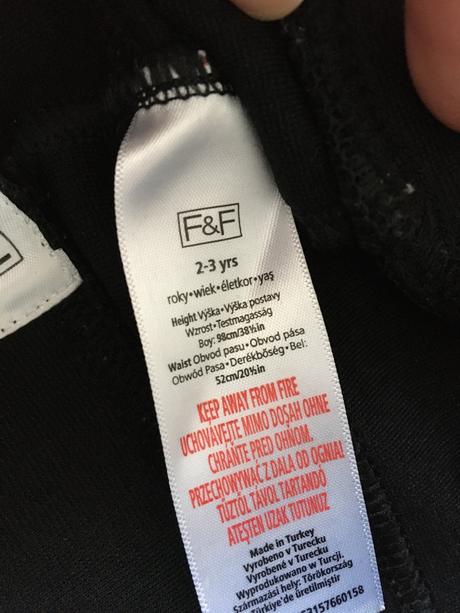 F&F
2-3 yrs
roky•wiek•életkor•yaş
Height Výška•Výška postavy
Wzrost•Testmagasság
Boy: 98cm/38½in
Waist Obvod pasu•Obvod pása
Obwód Pasa•Derékbőség•Bel:
52cm/20½in
KEEP AWAY FROM FIRE
UCHOVÁVEJTE MIMO DOSAH OHNE
CHRÁŇTE PRED OHŇOM.
PRZECHOWYWAĆ Z DALA OD OGNIA!
TŰZTŐL TÁVOL TARTANDÓ
ATEŞTEN UZAK TUTUNUZ
Made in Turkey
Vyrobeno v Turecku
Vyrobené v Turecku
Wyprodukowano w Turcji.
Származási hely: Törökország
Türkiye'de üretilmiştir
53157660158
L